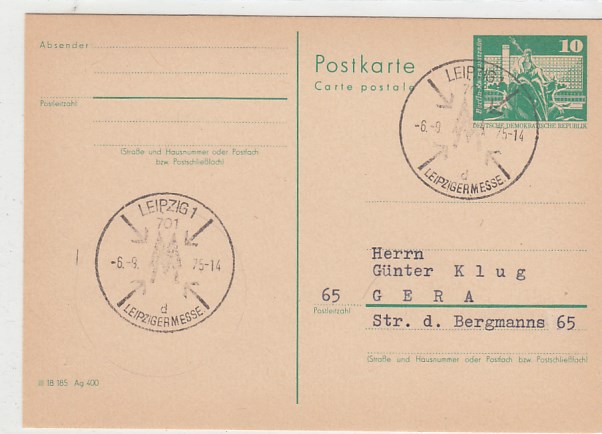 Absender
Postleitzahl
(Straße und Hausnummer oder Postfach
bzw. Postschließfach)
LEIPZIG 1
701
-6.-9. 75-14
d
LEIPZIGERMESSE
III 18 185 Ag 400
Postkarte
Carte postale
10
DEUTSCHE DEMOKRATISCHE REPUBLIK
LEIPZIG 1
-6.-9. 75-14
d
LEIPZIGERMESSE
Herrn
Günter Klug
65 GERA
Postleitzahl
Str. d. Bergmanns 65
(Straße und Hausnummer oder Postfach bzw. Postschließfach)